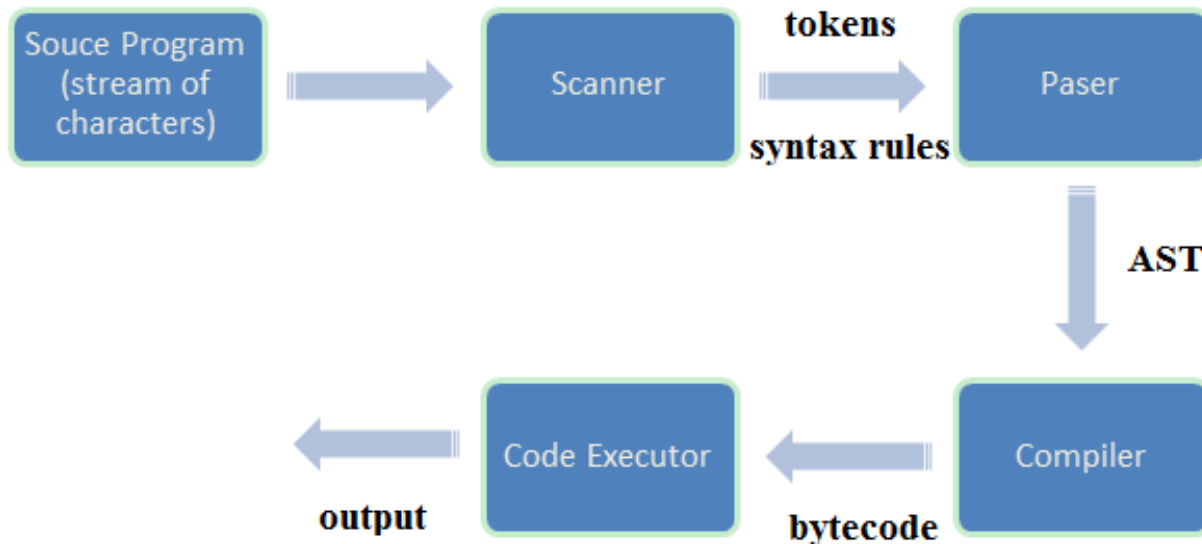 Souce Program
(stream of
characters)
Scanner
tokens
syntax rules
Paser
AST
Compiler
bytecode
Code Executor
output